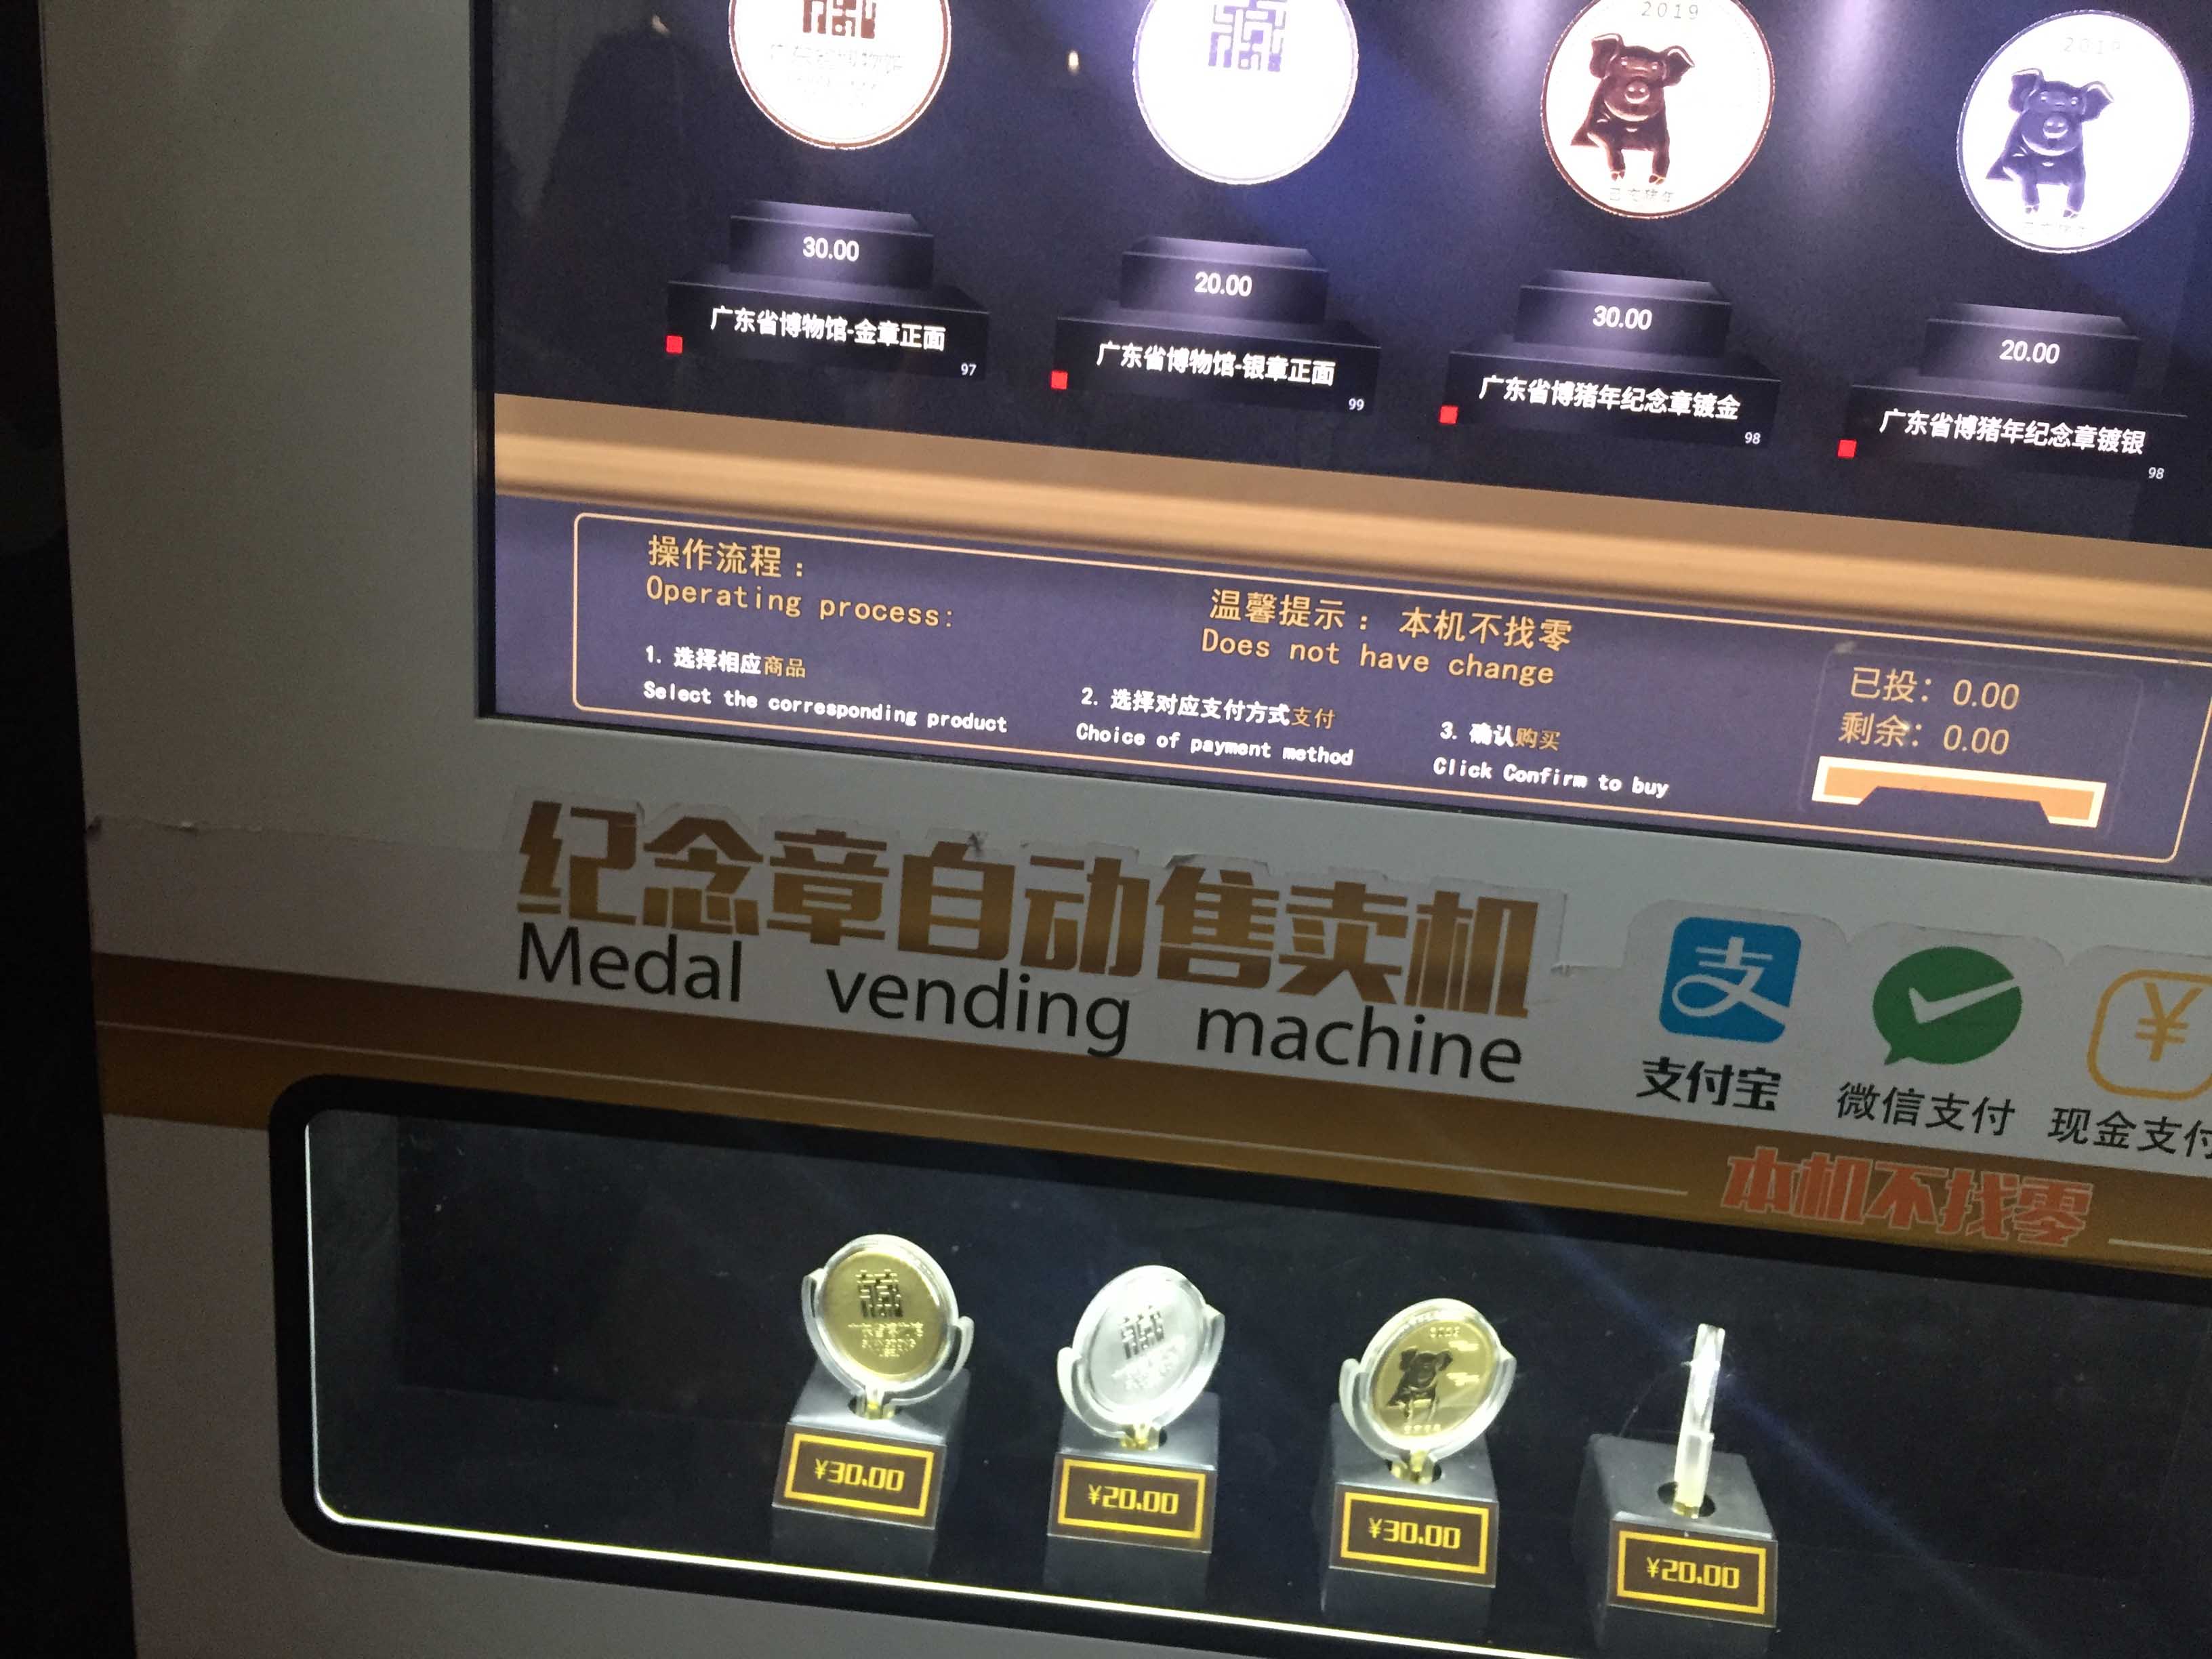 2019
2019
己亥猪年
30.00
20.00
30.00
20.00
广东省博物馆-金章正面
97
广东省博物馆-银章正面
99
广东省博猪年纪念章镀金
98
广东省博猪年纪念章镀银
98
操作流程：
Operating process:
温馨提示： 本机不找零
Does not have change
1. 选择相应商品
Select the corresponding product
2. 选择对应支付方式支付
Choice of payment method
3. 确认购买
Click Confirm to buy
已投: 0.00
剩余: 0.00
纪念章自动售卖机
Medal vending machine
支
¥
支付宝
微信支付
现金支付
本机不找零
¥30.00
¥20.00
¥30.00
¥20.00